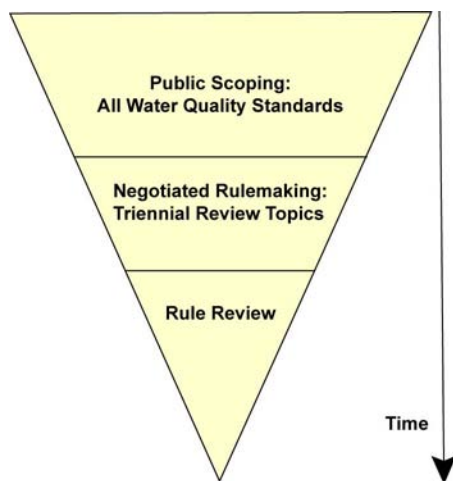 Public Scoping:
All Water Quality Standards
Negotiated Rulemaking:
Triennial Review Topics
Rule Review
Time